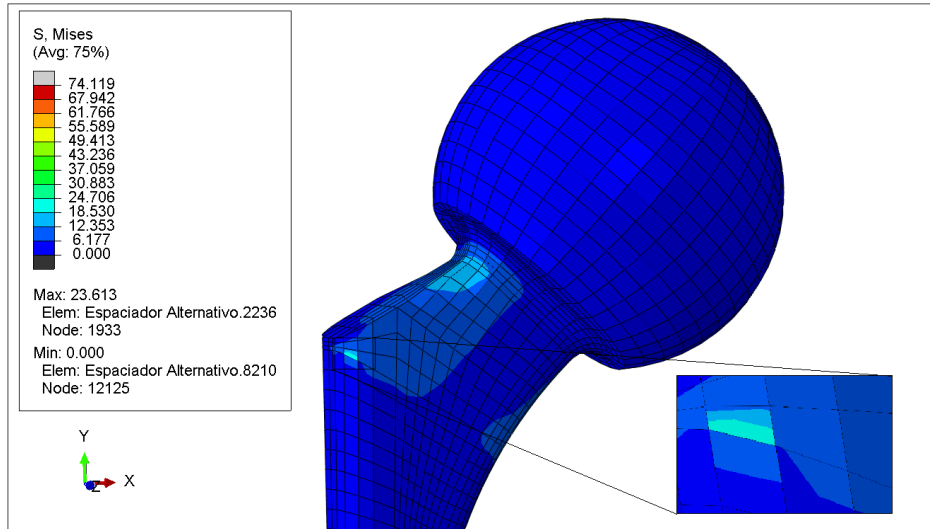 S, Mises
(Avg: 75%)
74.119
67.942
61.766
55.589
49.413
43.236
37.059
30.883
24.706
18.530
12.353
6.177
0.000
Max: 23.613
Elem: Espaciador Alternativo.2236
Node: 1933
Min: 0.000
Elem: Espaciador Alternativo.8210
Node: 12125
Y
Z
X